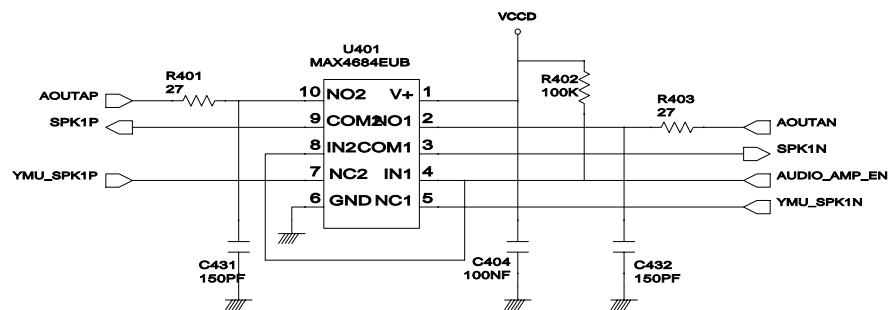 VCCD
U401
MAX4684EUB
R401
27
R402
100K
R403
27
AOUTAP
10 NO2 V+ 1
SPK1P
9 COM2 NO1 2
AOUTAN
8 IN2 COM1 3
SPK1N
YMU_SPK1P
7 NC2 IN1 4
AUDIO_AMP_EN
6 GND NC1 5
YMU_SPK1N
C431
150PF
C404
100NF
C432
150PF